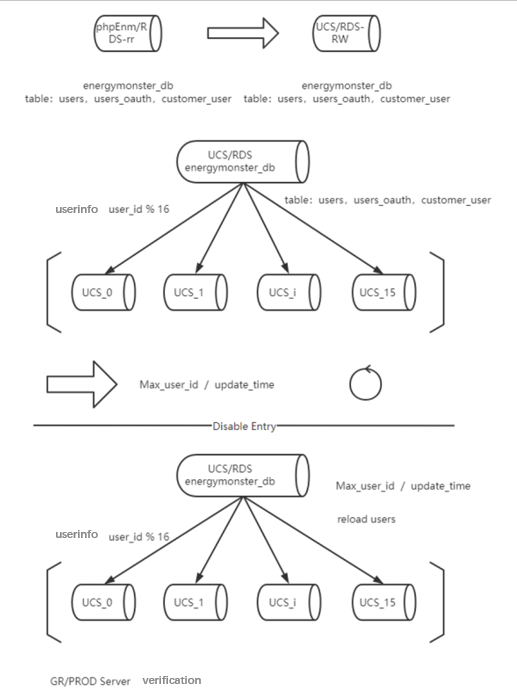 phpEnm/R
DS-rr
UCS/RDS-
RW
energymonster_db
table: users, users_oauth, customer_user
energymonster_db
table: users, users_oauth, customer_user
UCS/RDS
energymonster_db
table: users, users_oauth, customer_user
userinfo user_id % 16
UCS_0
UCS_1
UCS_i
UCS_15
Max_user_id / update_time
Disable Entry
UCS/RDS
energymonster_db
Max_user_id / update_time
reload users
userinfo user_id % 16
UCS_0
UCS_1
UCS_i
UCS_15
GR/PROD Server verification